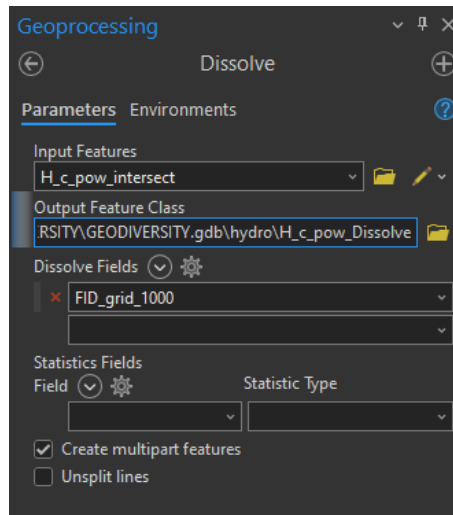 Geoprocessing
Dissolve
Parameters Environments
Input Features
H_c_pow_intersect
Output Feature Class
.RSITY\GEODIVERSITY.gdb\hydro\H_c_pow_Dissolve
Dissolve Fields
FID_grid_1000
Statistics Fields
Field Statistic Type
Create multipart features
Unsplit lines